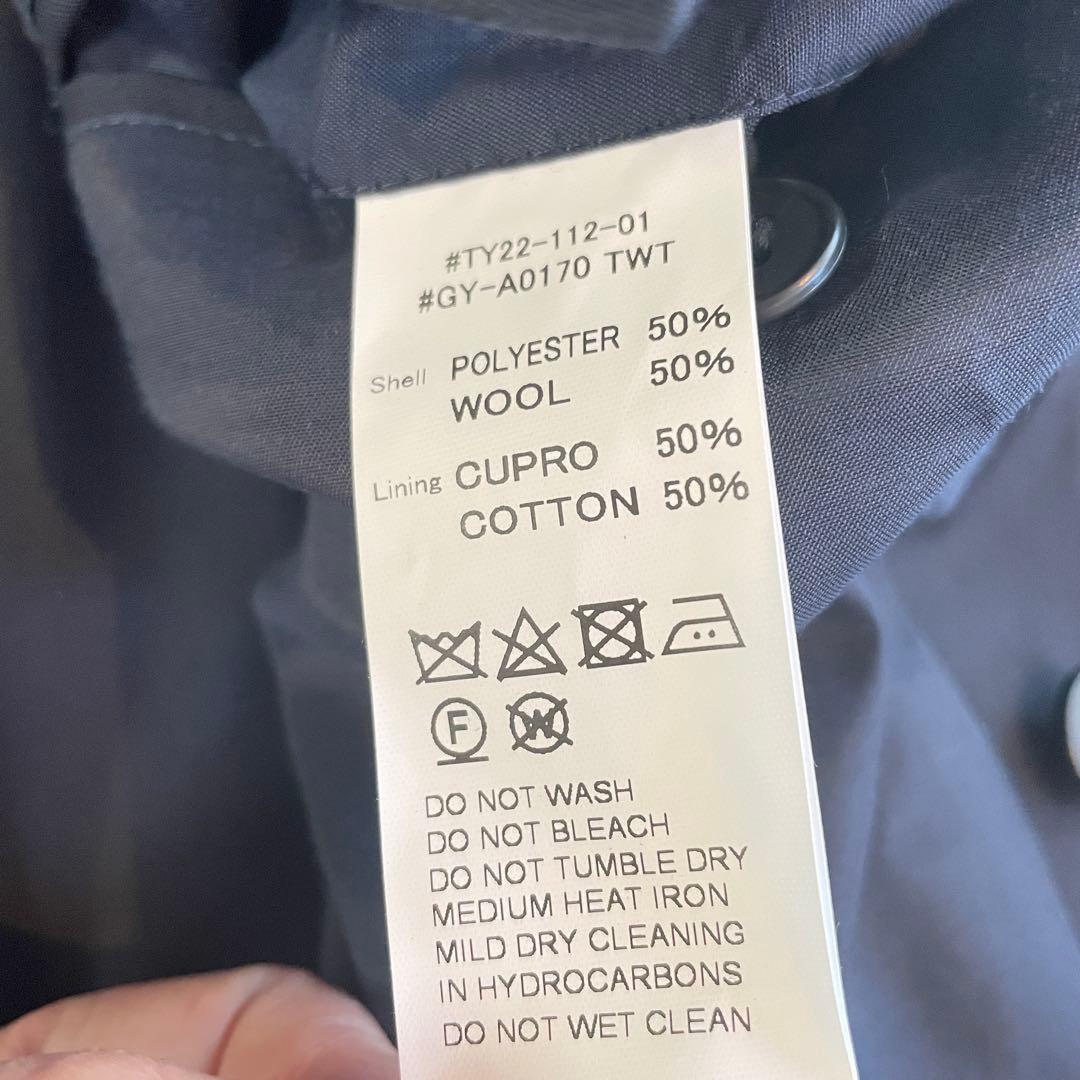 #TY22-112-01
#GY-A0170 TWT
Shell POLYESTER 50%
WOOL 50%
Lining CUPRO 50%
COTTON 50%
F W
DO NOT WASH
DO NOT BLEACH
DO NOT TUMBLE DRY
MEDIUM HEAT IRON
MILD DRY CLEANING
IN HYDROCARBONS
DO NOT WET CLEAN